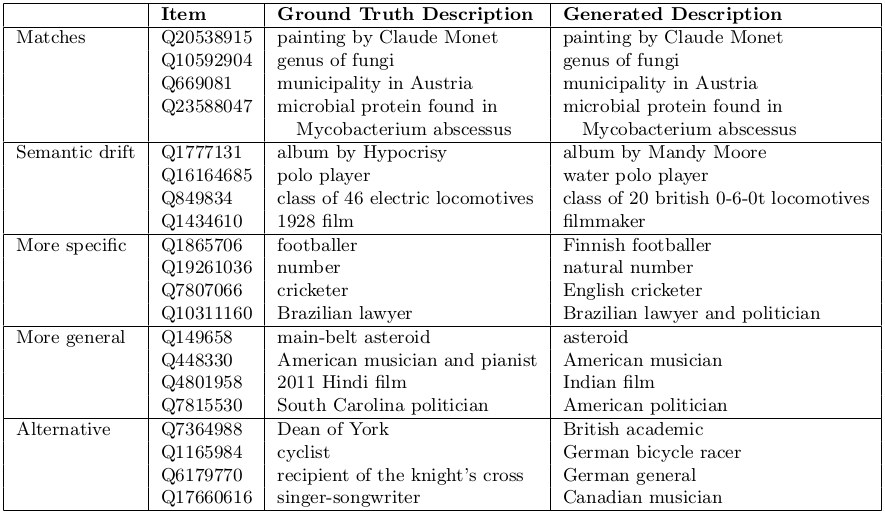 Item Ground Truth Description Generated Description
Matches Q20538915 painting by Claude Monet painting by Claude Monet
Q10592904 genus of fungi genus of fungi
Q669081 municipality in Austria municipality in Austria
Q23588047 microbial protein found in microbial protein found in
Mycobacterium abscessus Mycobacterium abscessus
Semantic drift Q1777131 album by Hypocrisy album by Mandy Moore
Q16164685 polo player water polo player
Q849834 class of 46 electric locomotives class of 20 british 0-6-0t locomotives
Q1434610 1928 film filmmaker
More specific Q1865706 footballer Finnish footballer
Q19261036 number natural number
Q7807066 cricketer English cricketer
Q10311160 Brazilian lawyer Brazilian lawyer and politician
More general Q149658 main-belt asteroid asteroid
Q448330 American musician and pianist American musician
Q4801958 2011 Hindi film Indian film
Q7815530 South Carolina politician American politician
Alternative Q7364988 Dean of York British academic
Q1165984 cyclist German bicycle racer
Q6179770 recipient of the knight's cross German general
Q17660616 singer-songwriter Canadian musician